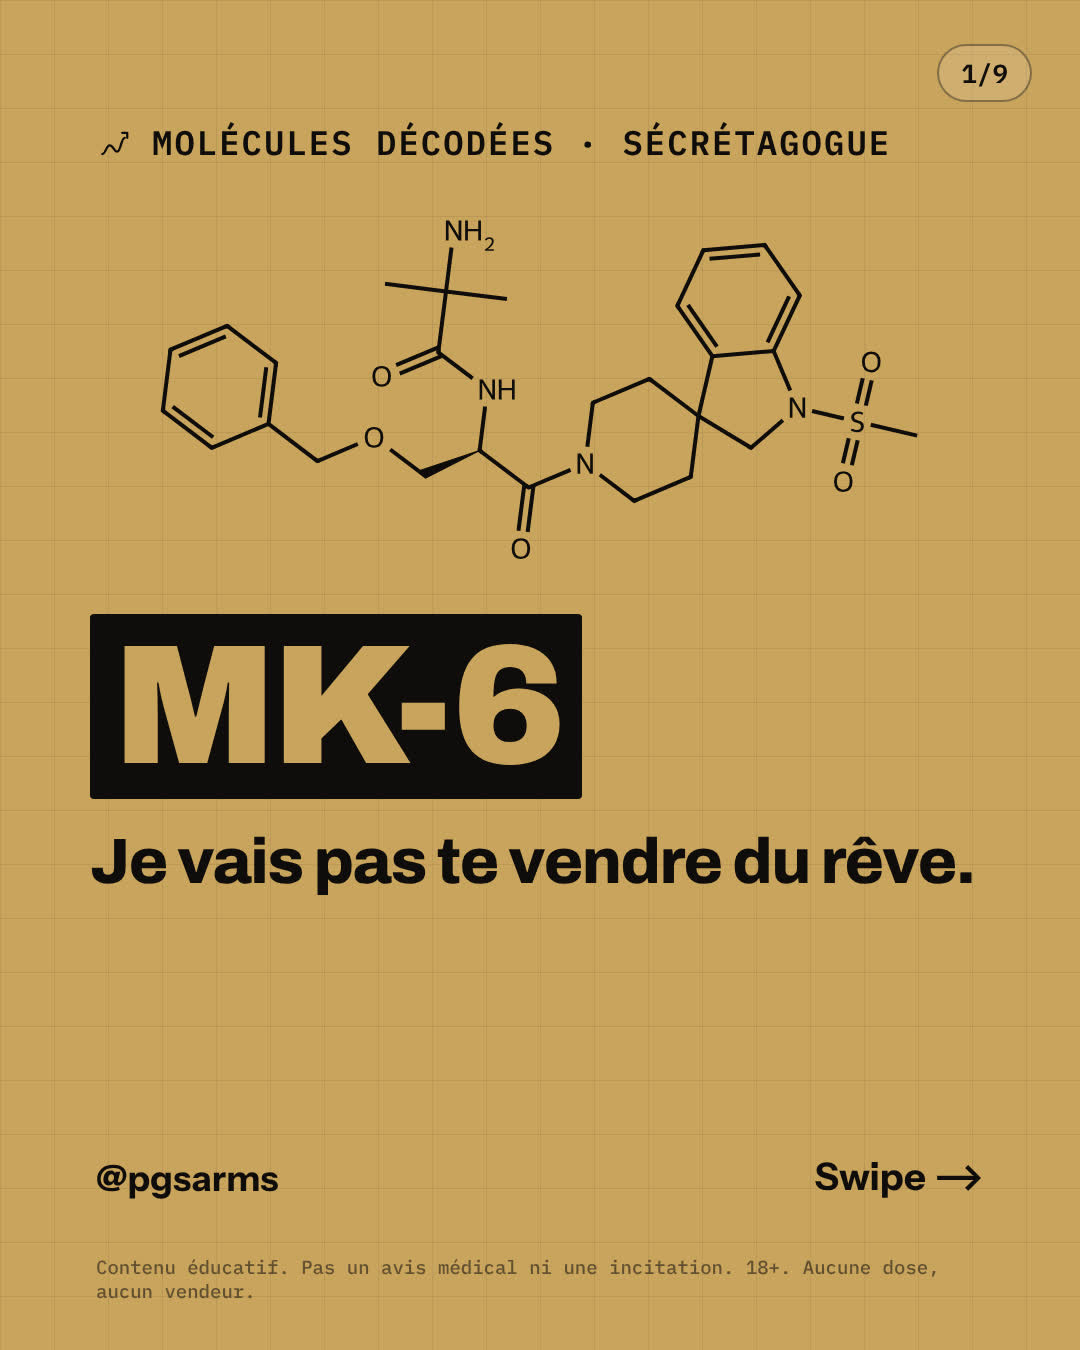 1/9
MOLÉCULES DÉCODÉES · SÉCRÉTAGOGUE
NH2
O
NH
O
N
O
N
O
S
O
MK-6
Je vais pas te vendre du rêve.
@pgsarms
Swipe →
Contenu éducatif. Pas un avis médical ni une incitation. 18+. Aucune dose,
aucun vendeur.